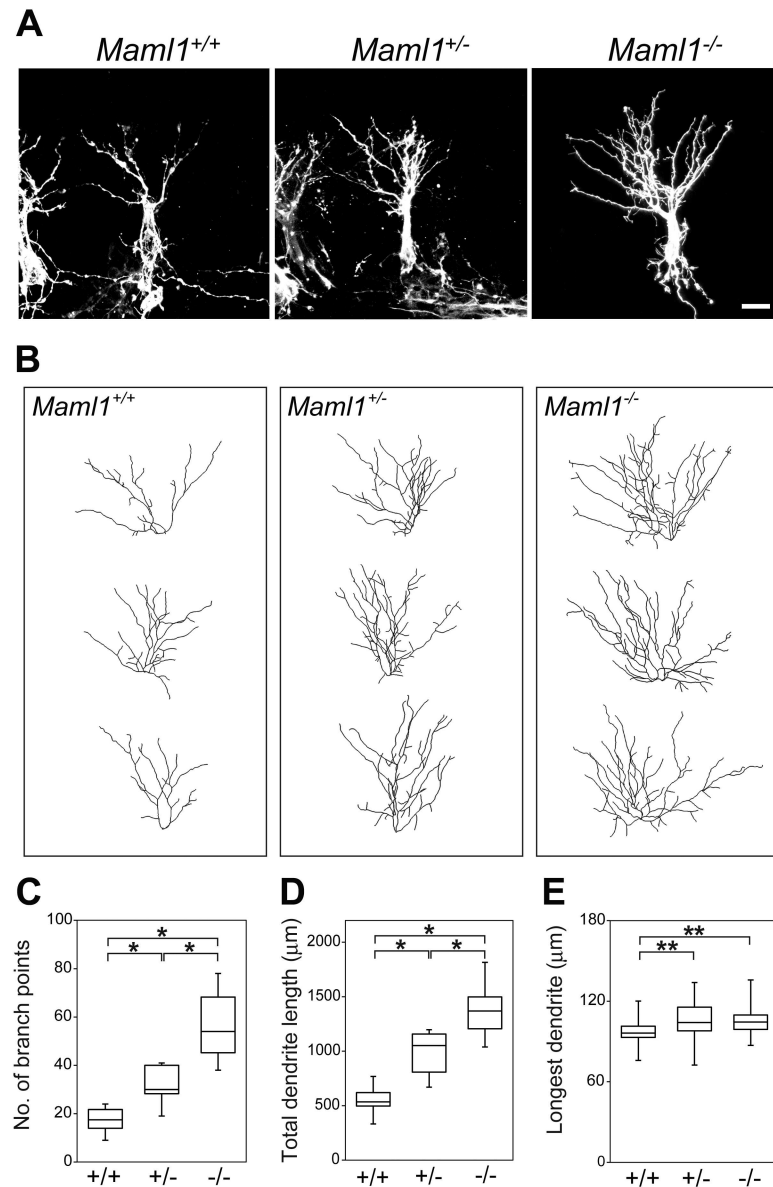 A
Maml1+/+ Maml1+/- Maml1-/-
B
Maml1+/+ Maml1+/- Maml1-/-
C D E
No. of branch points
100
80
60
40
20
0
*
* *
+/+ +/- -/-
Total dendrite length (μm)
2000
1500
1000
500
0
*
* *
+/+ +/- -/-
Longest dendrite (μm)
180
120
60
0
**
**
+/+ +/- -/-